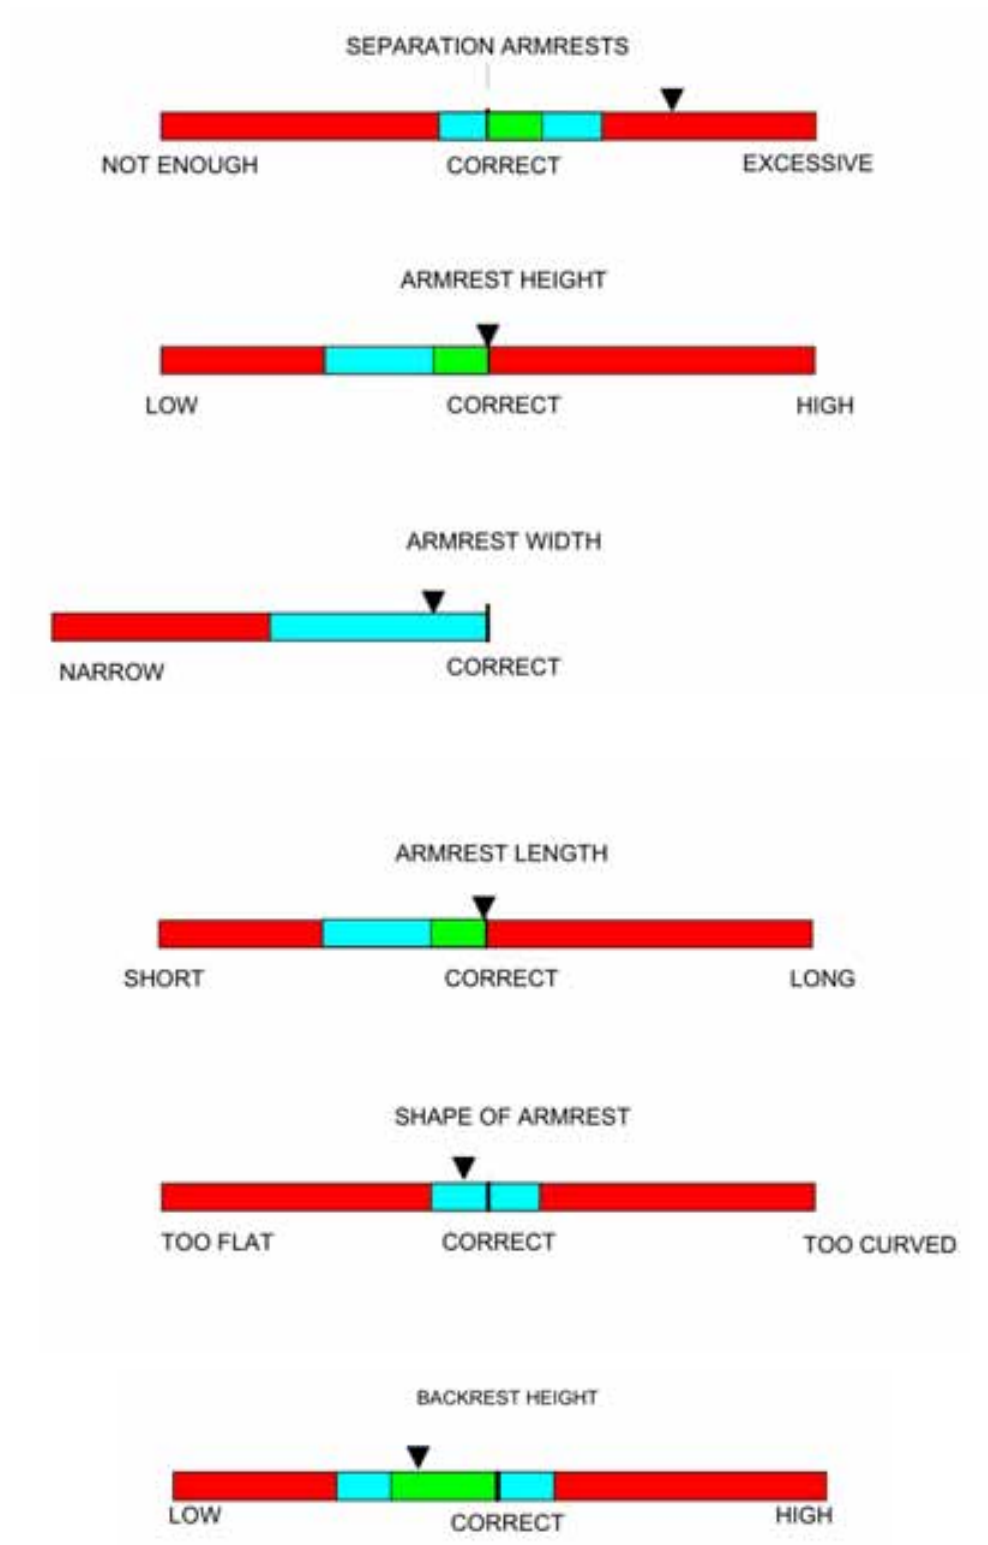 SEPARATION ARMRESTS
NOT ENOUGH CORRECT EXCESSIVE
ARMREST HEIGHT
LOW CORRECT HIGH
ARMREST WIDTH
NARROW CORRECT
ARMREST LENGTH
SHORT CORRECT LONG
SHAPE OF ARMREST
TOO FLAT CORRECT TOO CURVED
BACKREST HEIGHT
LOW CORRECT HIGH